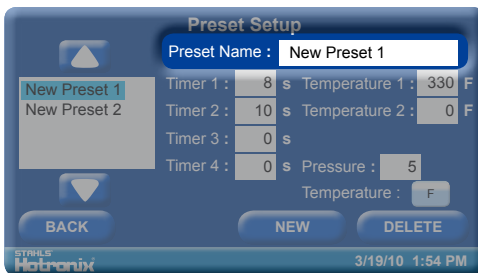 Preset Setup
Preset Name : New Preset 1
New Preset 1
New Preset 2
Timer 1 : 8 s Temperature 1 : 330 F
Timer 2 : 10 s Temperature 2 : 0 F
Timer 3 : 0 s
Timer 4 : 0 s Pressure : 5
Temperature : F
BACK NEW DELETE
STAHLS'
Hotronix 3/19/10 1:54 PM